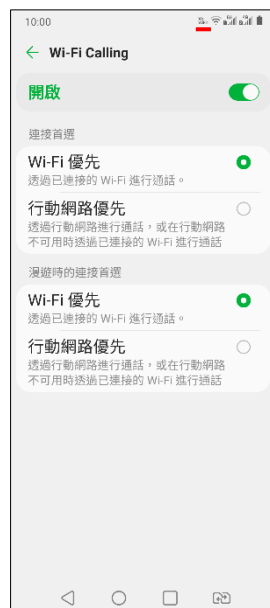 10:00
Wi-Fi Calling
開啟
連接首選
Wi-Fi 優先
透過已連接的 Wi-Fi 進行通話。
行動網路優先
透過行動網路進行通話，或在行動網路
不可用時透過已連接的 Wi-Fi 進行通話
漫遊時的連接首選
Wi-Fi 優先
透過已連接的 Wi-Fi 進行通話。
行動網路優先
透過行動網路進行通話，或在行動網路
不可用時透過已連接的 Wi-Fi 進行通話